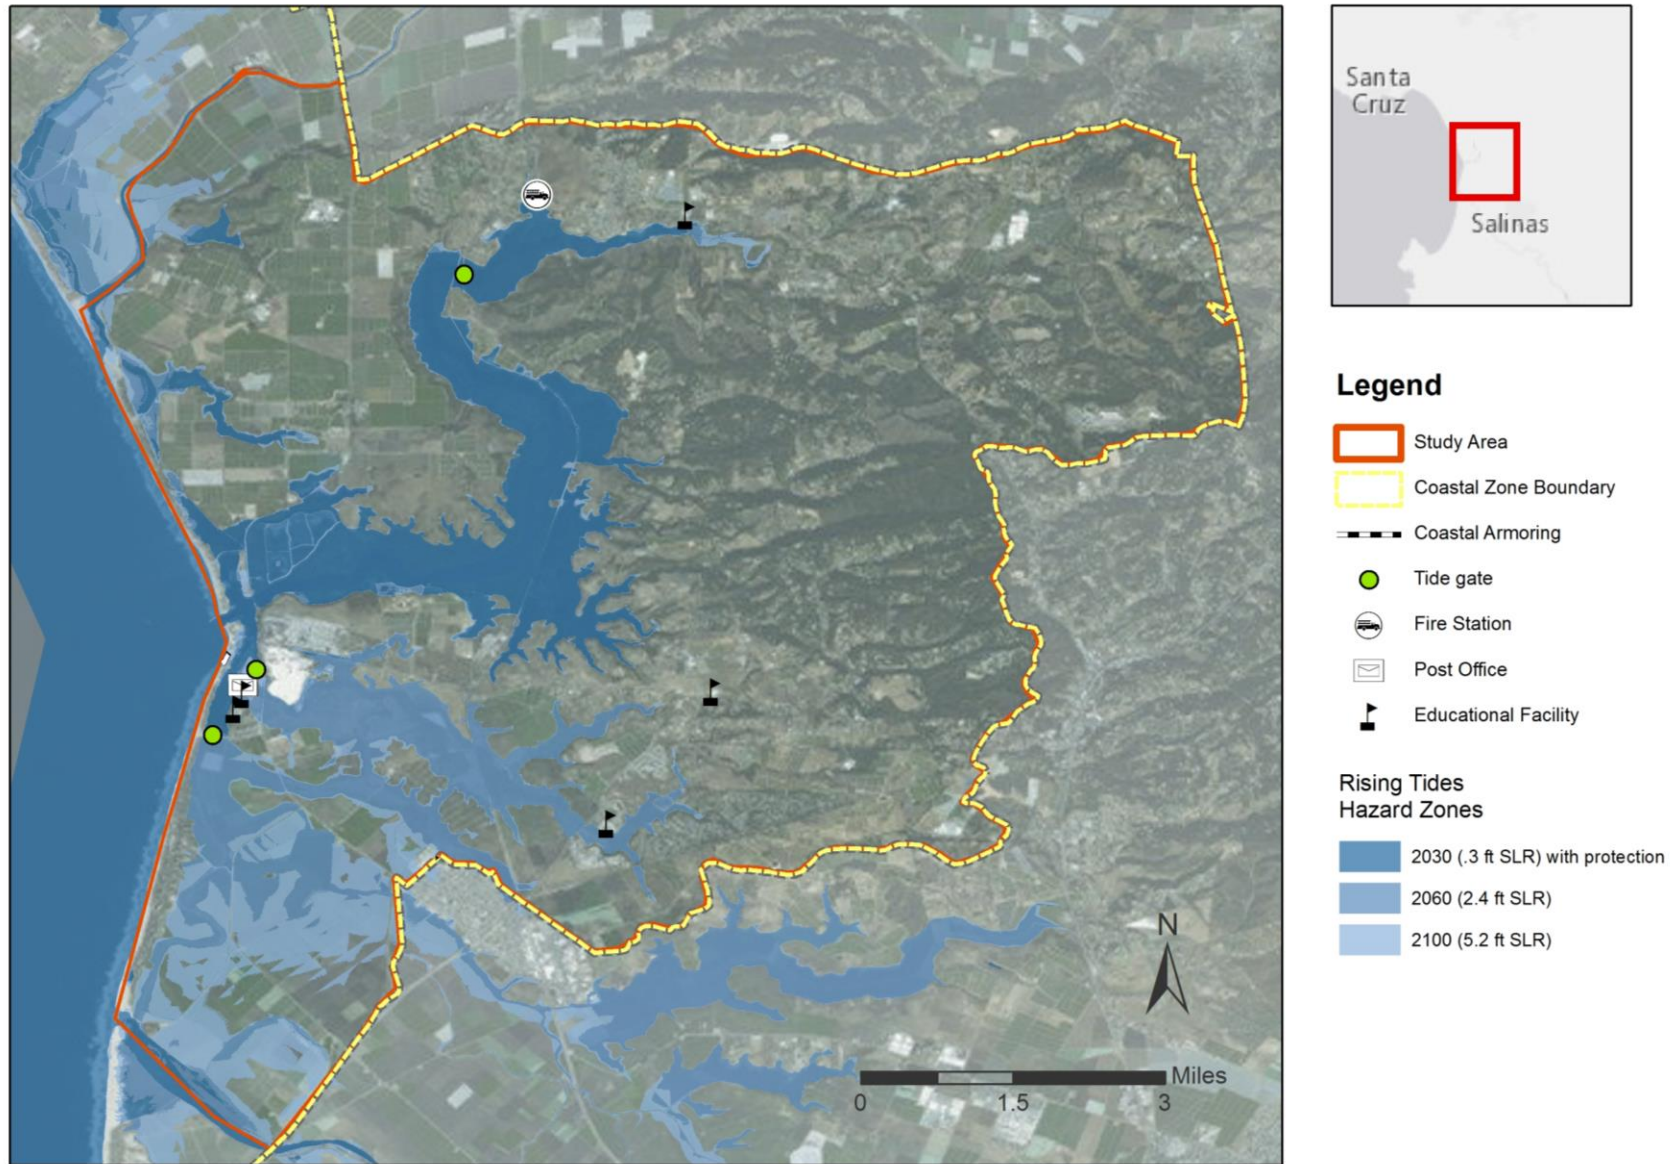 Santa
Cruz
Salinas
Legend
Study Area
Coastal Zone Boundary
Coastal Armoring
Tide gate
Fire Station
Post Office
Educational Facility
Rising Tides
Hazard Zones
2030 (.3 ft SLR) with protection
2060 (2.4 ft SLR)
2100 (5.2 ft SLR)
N
Miles
0 1.5 3